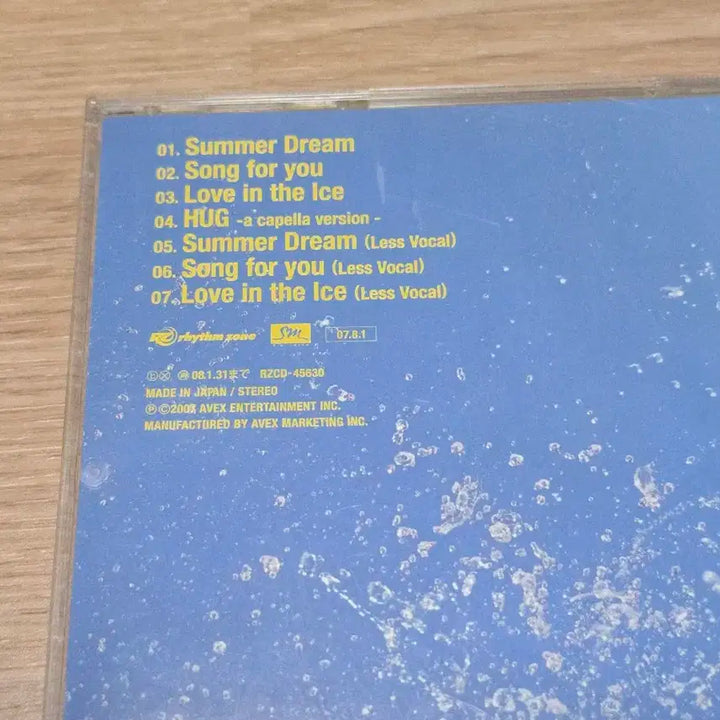 01. Summer Dream
02. Song for you
03. Love in the Ice
04. HUG -a capella version -
05. Summer Dream (Less Vocal)
06. Song for you (Less Vocal)
07. Love in the Ice (Less Vocal)
rhythm zone SM 07.8.1
08.1.31まで RZCD-45630
MADE IN JAPAN / STEREO
Ⓟ©2007 AVEX ENTERTAINMENT INC.
MANUFACTURED BY AVEX MARKETING INC.